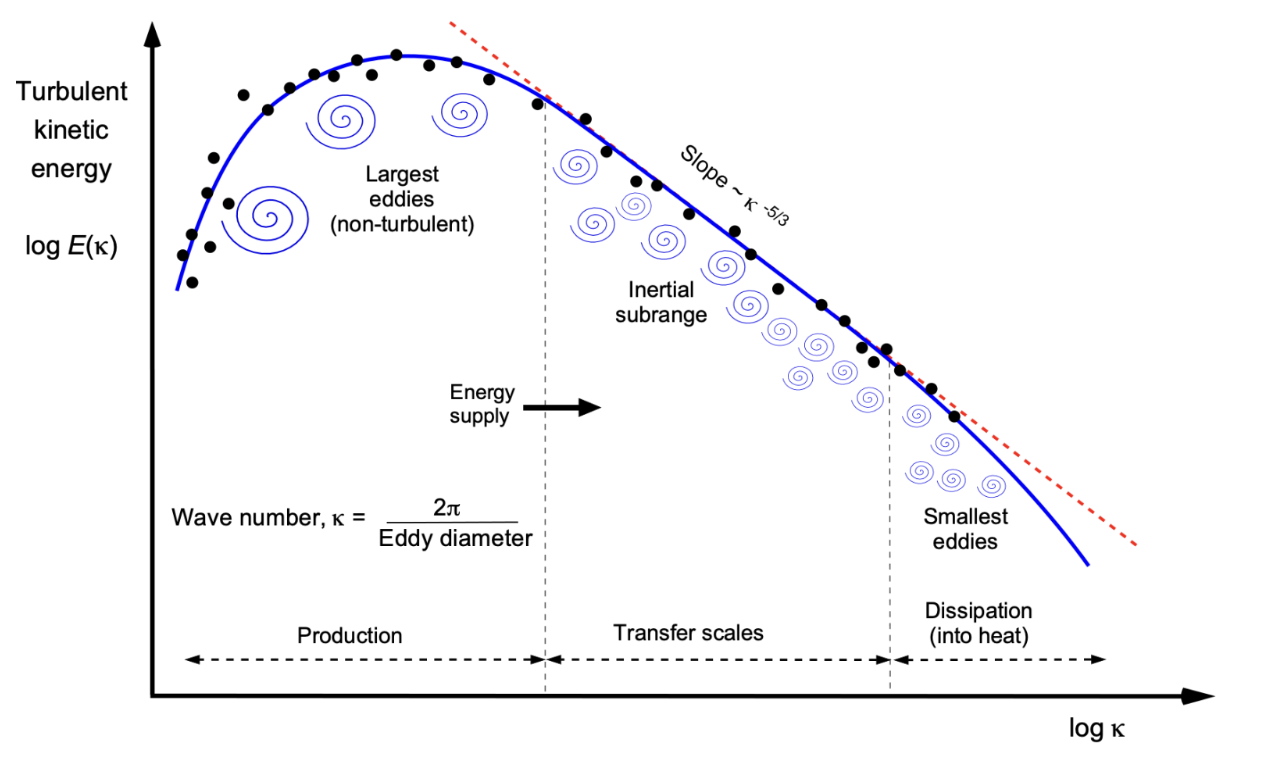 Turbulent
kinetic
energy
log E(κ)
Largest
eddies
(non-turbulent)
Slope ~ κ -5/3
Inertial
subrange
Energy
supply
Wave number, κ = 2π
Eddy diameter
Smallest
eddies
Production
Transfer scales
Dissipation
(into heat)
log κ